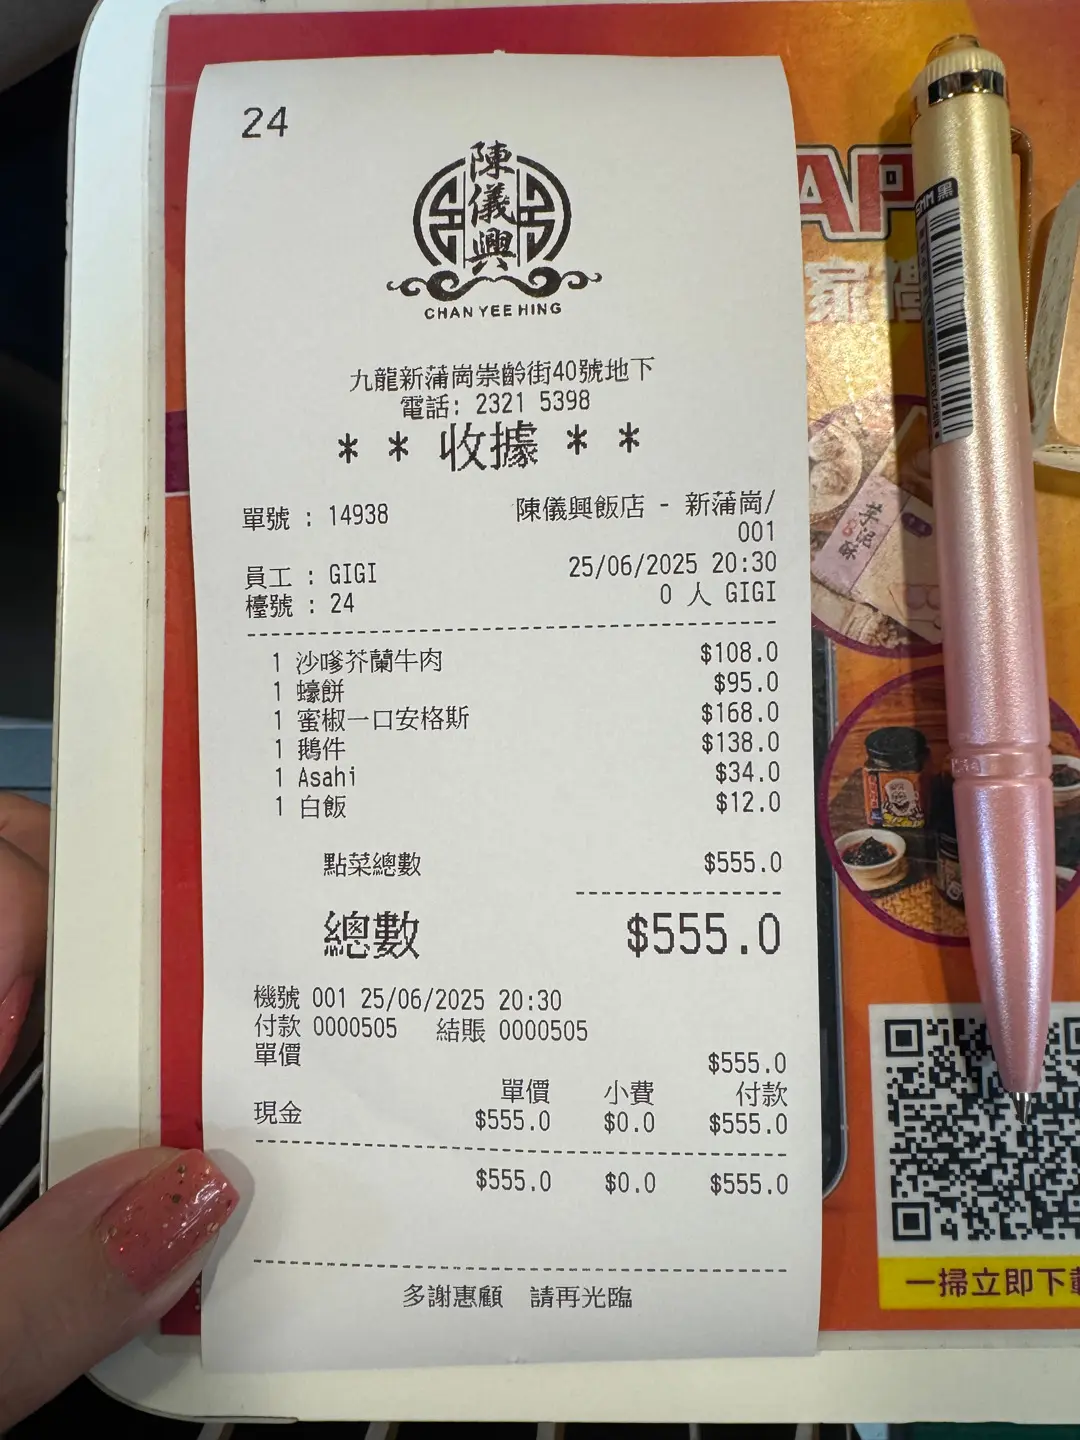 24
陳儀興
CHAN YEE HING
九龍新蒲崗崇齡街40號地下
電話: 2321 5398
* * 收據 * *
單號 : 14938 陳儀興飯店 - 新蒲崗/
001
員工 : GIGI 25/06/2025 20:30
檯號 : 24 0 人 GIGI
1 沙嗲芥蘭牛肉 $108.0
1 蠔餅 $95.0
1 蜜椒一口安格斯 $168.0
1 鵝件 $138.0
1 Asahi $34.0
1 白飯 $12.0
點菜總數 $555.0
總數 $555.0
機號 001 25/06/2025 20:30
付款 0000505 結賬 0000505
單價 $555.0
單價 小費 付款
現金 $555.0 $0.0 $555.0
$555.0 $0.0 $555.0
多謝惠顧 請再光臨
AP
家禮
芋泥
酥
一掃立即下載